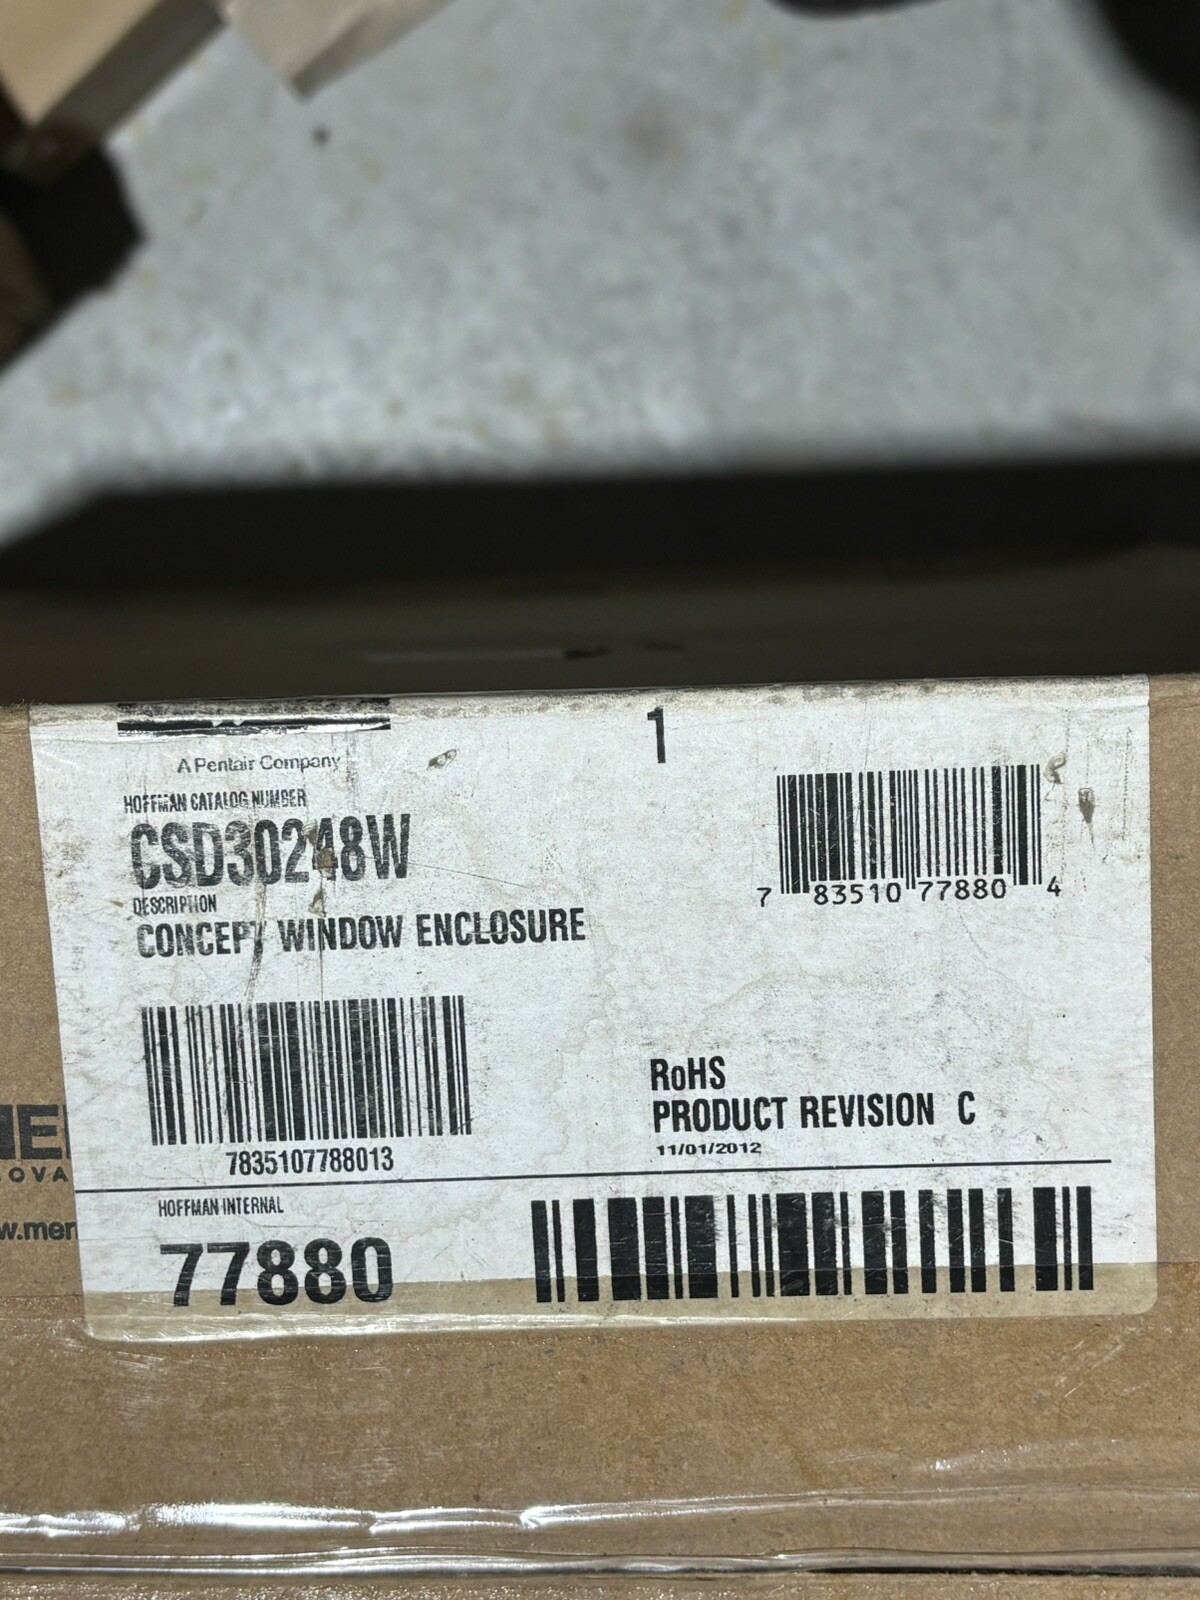 1
A Pentair Company
HOFFMAN CATALOG NUMBER
CSD30248W
DESCRIPTION
CONCEPT WINDOW ENCLOSURE
7 83510 77880 4
7835107788013
RoHS
PRODUCT REVISION C
11/01/2012
HOFFMAN INTERNAL
77880